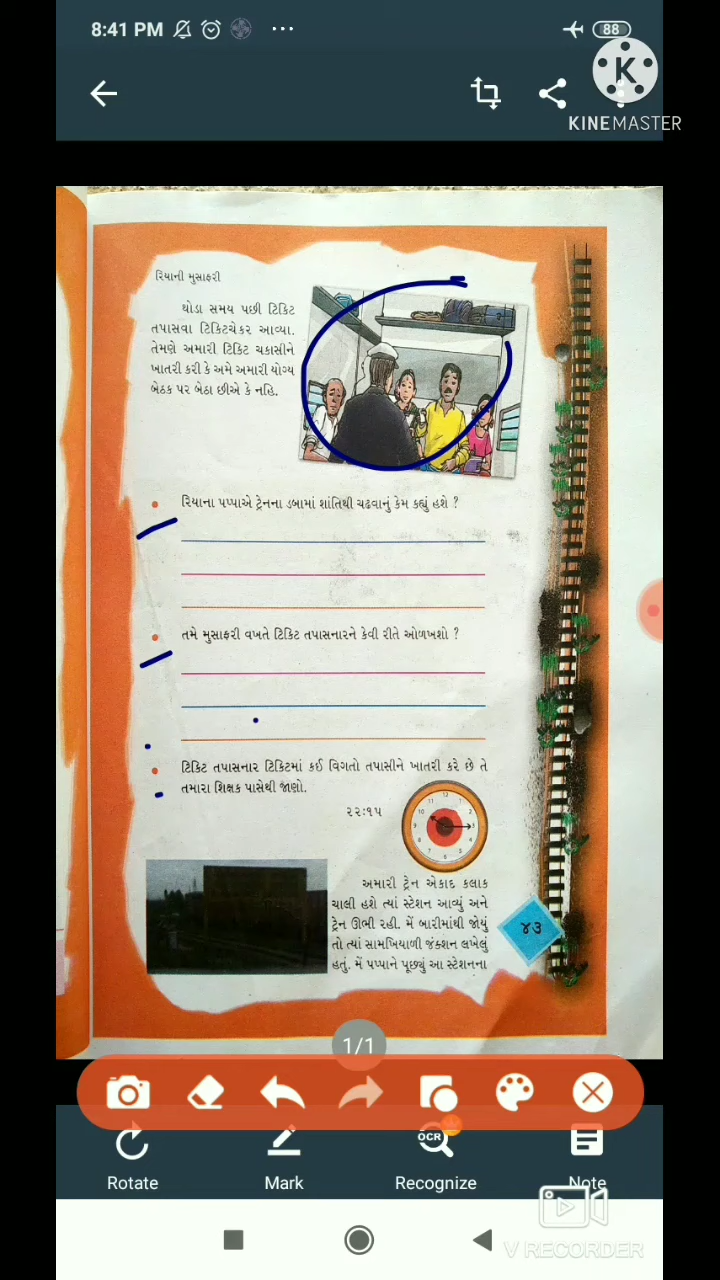 8:41 PM
88
K
KINEMASTER
રિયાની મુસાફરી
થોડા સમય પછી ટિકિટ
તપાસવા ટિકિટચેકર આવ્યા.
તેમણે અમારી ટિકિટ ચકાસીને
ખાતરી કરી કે અમે અમારી યોગ્ય
બેઠક પર બેઠા છીએ કે નહિ.
રિયાના પપ્પાએ ટ્રેનના ડબામાં શાંતિથી ચઢવાનું કેમ કહ્યું હશે ?
તમે મુસાફરી વખતે ટિકિટ તપાસનારને કેવી રીતે ઓળખશો ?
ટિકિટ તપાસનાર ટિકિટમાં કઈ વિગતો તપાસીને ખાતરી કરે છે તે
તમારા શિક્ષક પાસેથી જાણો.
૨૨:૧૫
અમારી ટ્રેન એકાદ કલાક
ચાલી હશે ત્યાં સ્ટેશન આવ્યું અને
ટ્રેન ઊભી રહી. મેં બારીમાંથી જોયું
તો ત્યાં સામખિયાળી જંક્શન લખેલું
હતું. મેં પપ્પાને પૂછ્યું આ સ્ટેશનના
૪૩
1/1
OCR
Rotate
Mark
Recognize
Note
V RECORDER